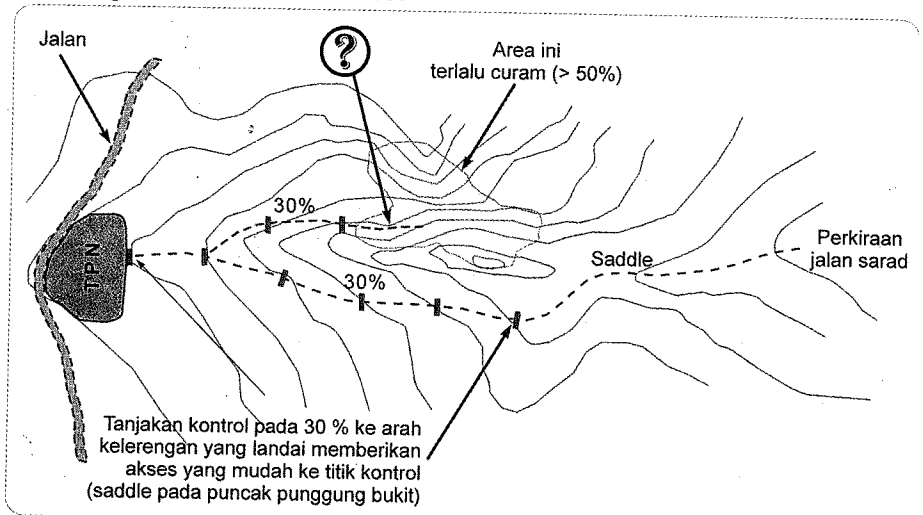 Jalan
?
Area ini
terlalu curam (> 50%)
30%
TPN
30%
Saddle
Perkiraan
jalan sarad
Tanjakan kontrol pada 30 % ke arah
kelerengan yang landai memberikan
akses yang mudah ke titik kontrol
(saddle pada puncak punggung bukit)